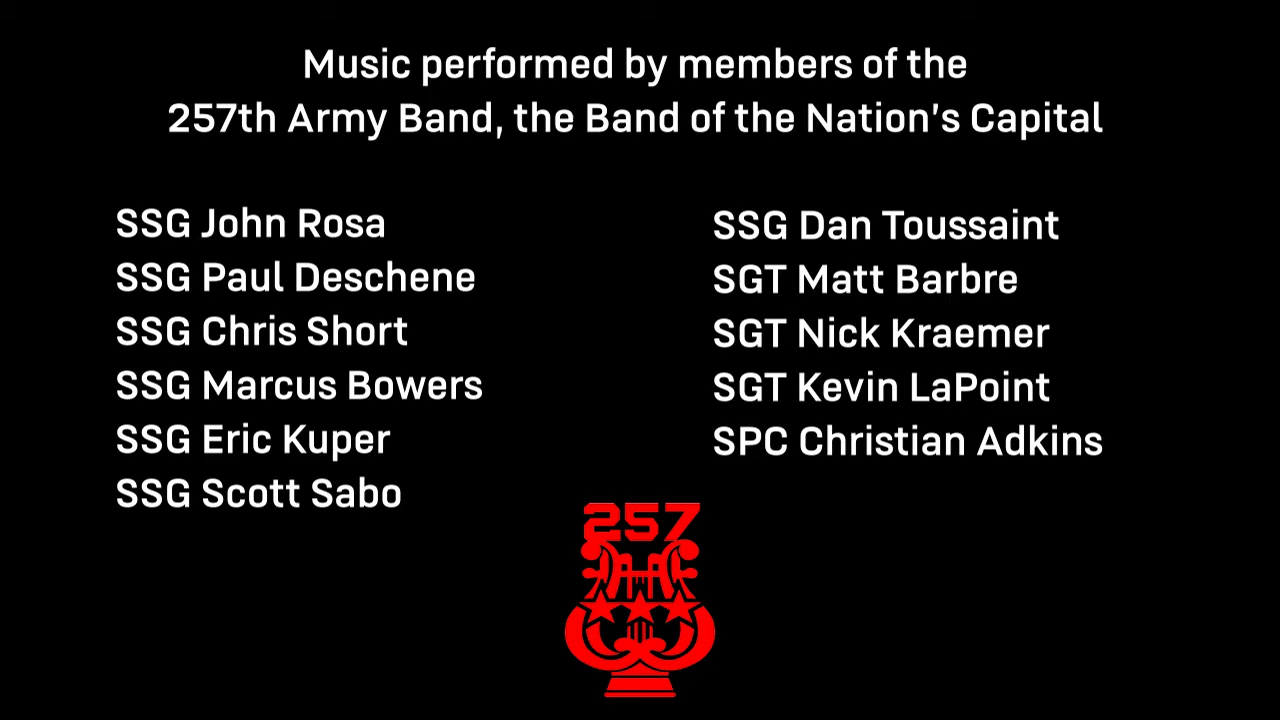 Music performed by members of the
257th Army Band, the Band of the Nation's Capital
SSG John Rosa
SSG Paul Deschene
SSG Chris Short
SSG Marcus Bowers
SSG Eric Kuper
SSG Scott Sabo
SSG Dan Toussaint
SGT Matt Barbre
SGT Nick Kraemer
SGT Kevin LaPoint
SPC Christian Adkins
257